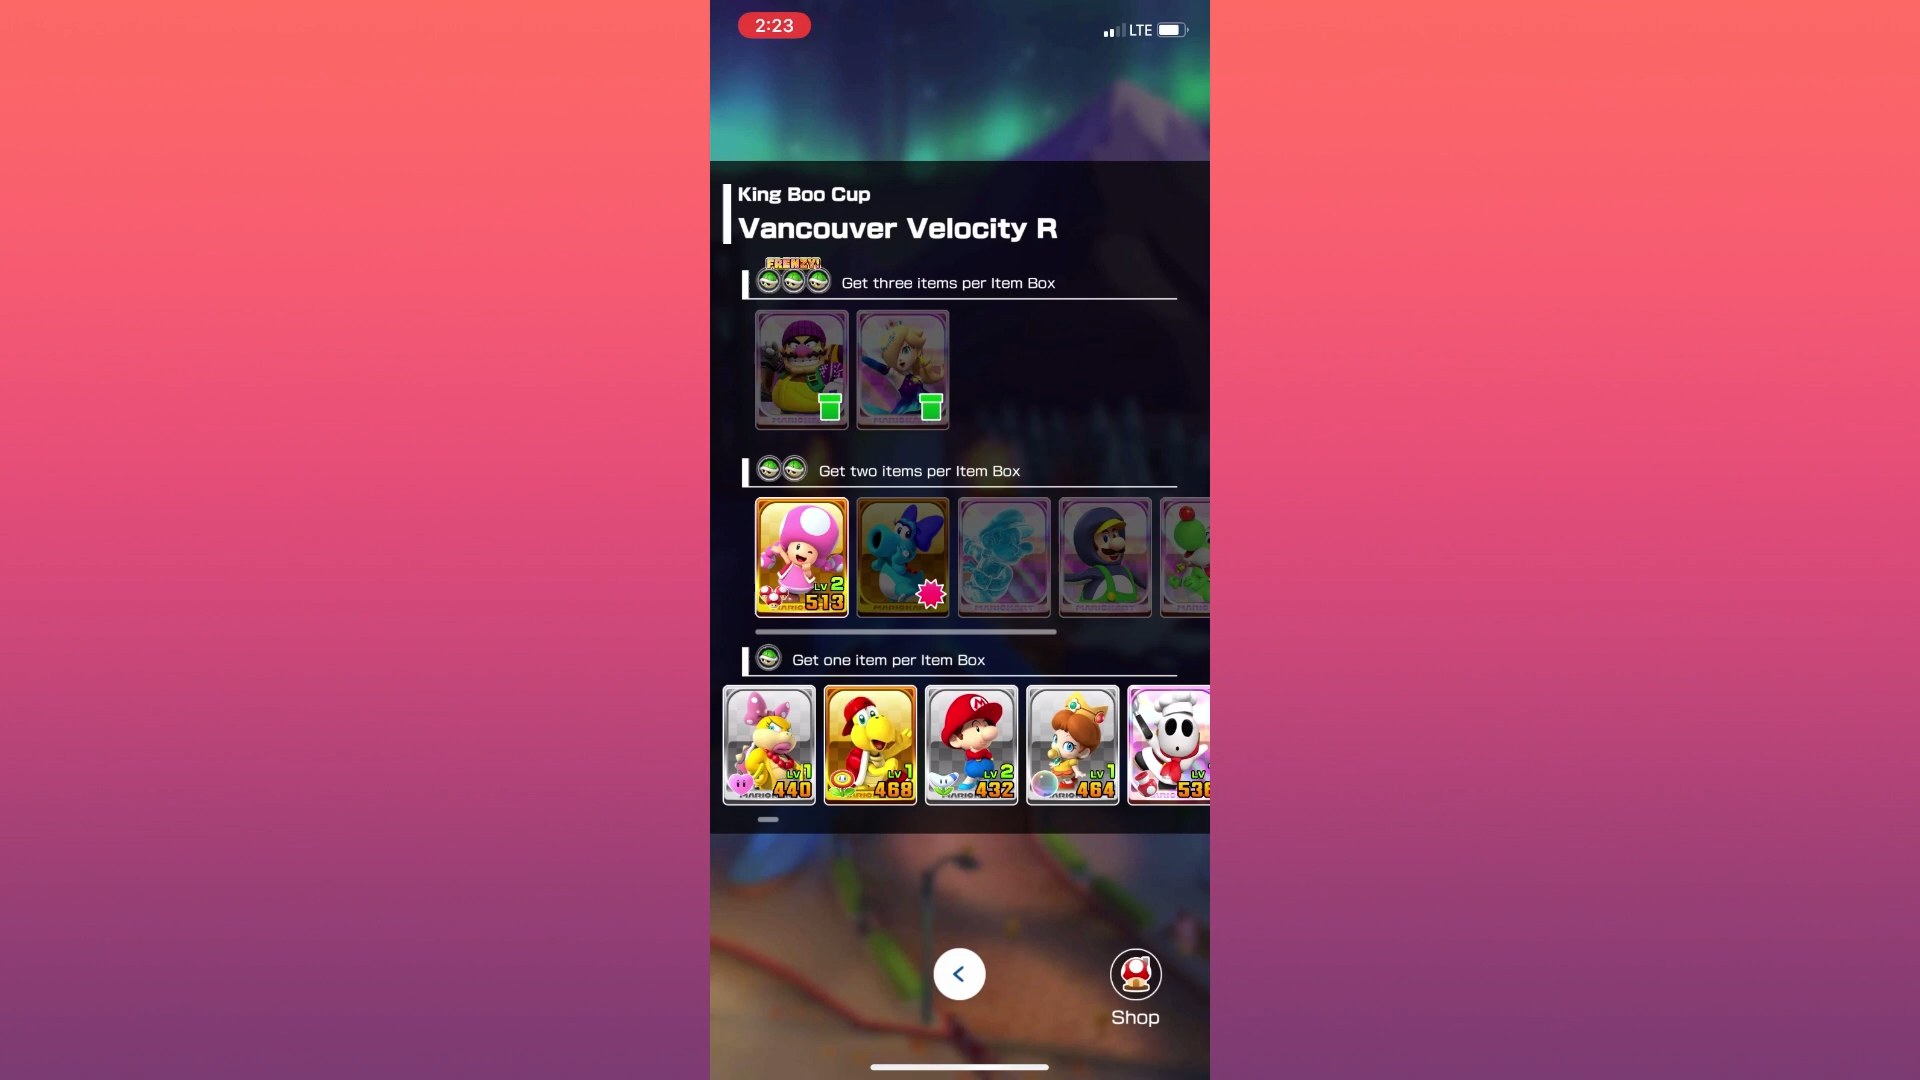 2:23
LTE
King Boo Cup
Vancouver Velocity R
FRENZY!
Get three items per Item Box
Get two items per Item Box
LV 2
513
Get one item per Item Box
LV 1
440
LV 1
468
LV 2
432
LV 1
464
LV
536
Shop